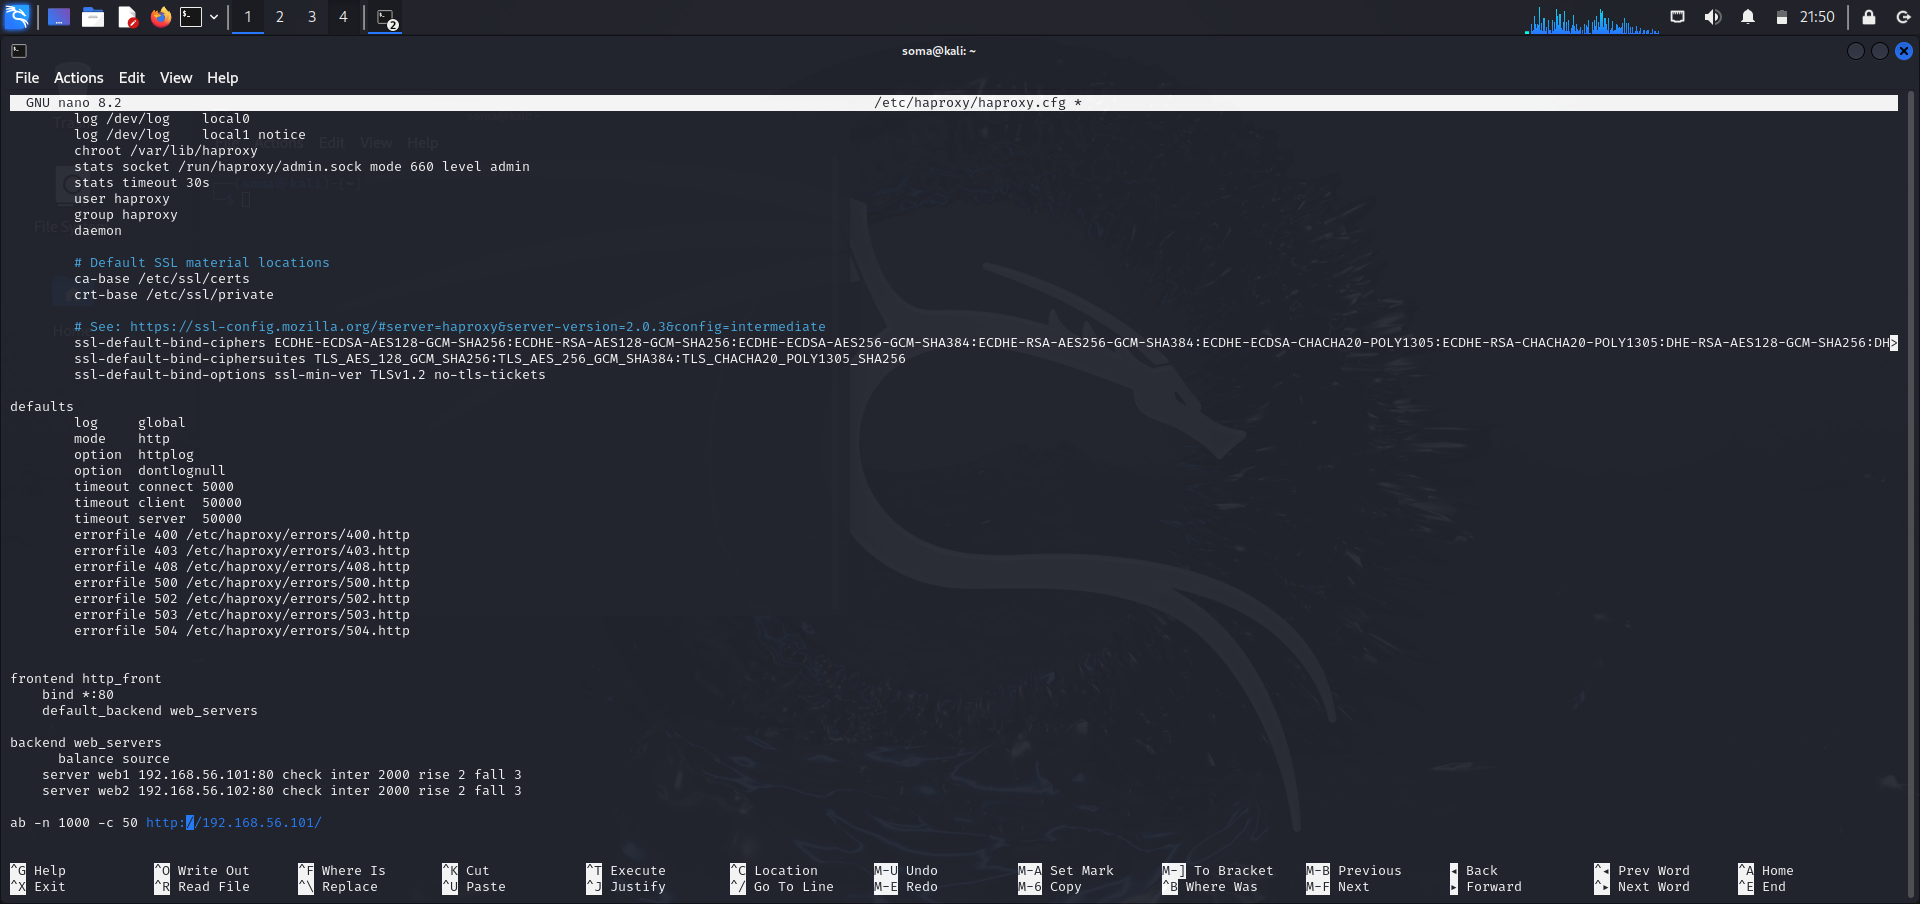 1 2 3 4 2 21:50
soma@kali: ~
File Actions Edit View Help
GNU nano 8.2 /etc/haproxy/haproxy.cfg *
log /dev/log local0
log /dev/log local1 notice
chroot /var/lib/haproxy
stats socket /run/haproxy/admin.sock mode 660 level admin
stats timeout 30s
user haproxy
group haproxy
daemon
# Default SSL material locations
ca-base /etc/ssl/certs
crt-base /etc/ssl/private
# See: https://ssl-config.mozilla.org/#server=haproxy&server-version=2.0.3&config=intermediate
ssl-default-bind-ciphers ECDHE-ECDSA-AES128-GCM-SHA256:ECDHE-RSA-AES128-GCM-SHA256:ECDHE-ECDSA-AES256-GCM-SHA384:ECDHE-RSA-AES256-GCM-SHA384:ECDHE-ECDSA-CHACHA20-POLY1305:ECDHE-RSA-CHACHA20-POLY1305:DHE-RSA-AES128-GCM-SHA256:DH>
ssl-default-bind-ciphersuites TLS_AES_128_GCM_SHA256:TLS_AES_256_GCM_SHA384:TLS_CHACHA20_POLY1305_SHA256
ssl-default-bind-options ssl-min-ver TLSv1.2 no-tls-tickets
defaults
log global
mode http
option httplog
option dontlognull
timeout connect 5000
timeout client 50000
timeout server 50000
errorfile 400 /etc/haproxy/errors/400.http
errorfile 403 /etc/haproxy/errors/403.http
errorfile 408 /etc/haproxy/errors/408.http
errorfile 500 /etc/haproxy/errors/500.http
errorfile 502 /etc/haproxy/errors/502.http
errorfile 503 /etc/haproxy/errors/503.http
errorfile 504 /etc/haproxy/errors/504.http
frontend http_front
bind *:80
default_backend web_servers
backend web_servers
balance source
server web1 192.168.56.101:80 check inter 2000 rise 2 fall 3
server web2 192.168.56.102:80 check inter 2000 rise 2 fall 3
ab -n 1000 -c 50 http://192.168.56.101/
^G Help ^O Write Out ^F Where Is ^K Cut ^T Execute ^C Location M-U Undo M-A Set Mark M-] To Bracket M-B Previous ◂ Back ^◂ Prev Word ^A Home
^X Exit ^R Read File ^\ Replace ^U Paste ^J Justify ^/ Go To Line M-E Redo M-6 Copy ^B Where Was M-F Next ▸ Forward ^▸ Next Word ^E End